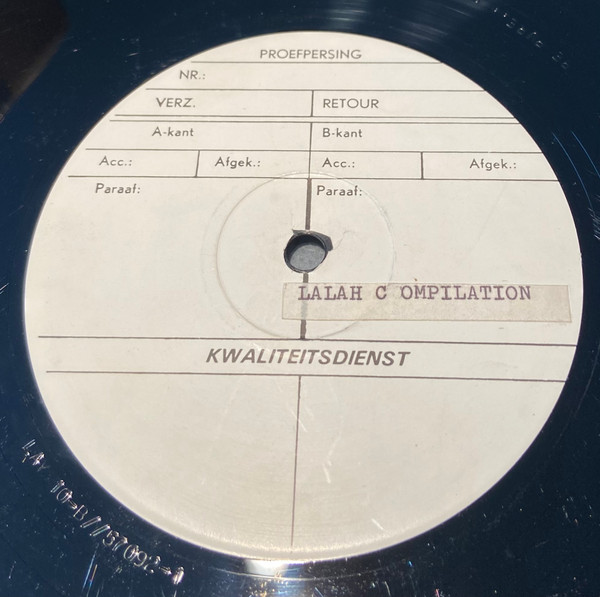 PROEFPERSING
NR.:
VERZ. RETOUR
A-kant B-kant
Acc.: Afgek.: Acc.: Afgek.:
Paraaf: Paraaf:
LALAH C OMPILATION
KWALITEITSDIENST